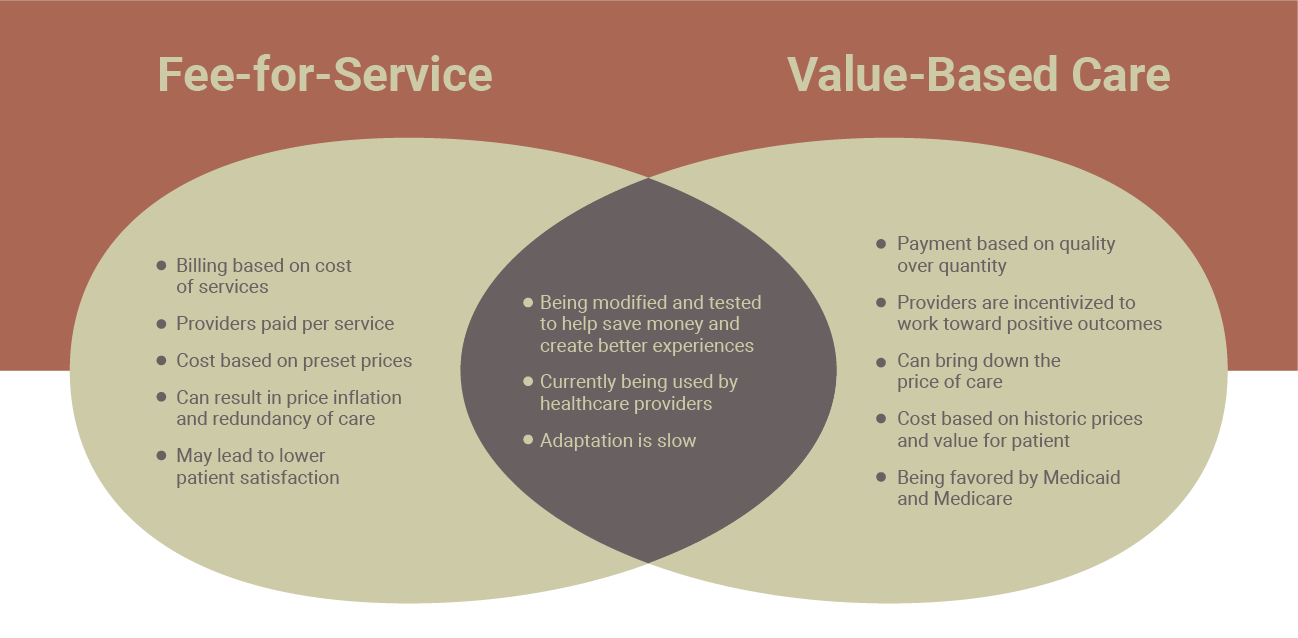 Fee-for-Service
Value-Based Care
Billing based on cost
of services
Providers paid per service
Cost based on preset prices
Can result in price inflation
and redundancy of care
May lead to lower
patient satisfaction
Being modified and tested
to help save money and
create better experiences
Currently being used by
healthcare providers
Adaptation is slow
Payment based on quality
over quantity
Providers are incentivized to
work toward positive outcomes
Can bring down the
price of care
Cost based on historic prices
and value for patient
Being favored by Medicaid
and Medicare